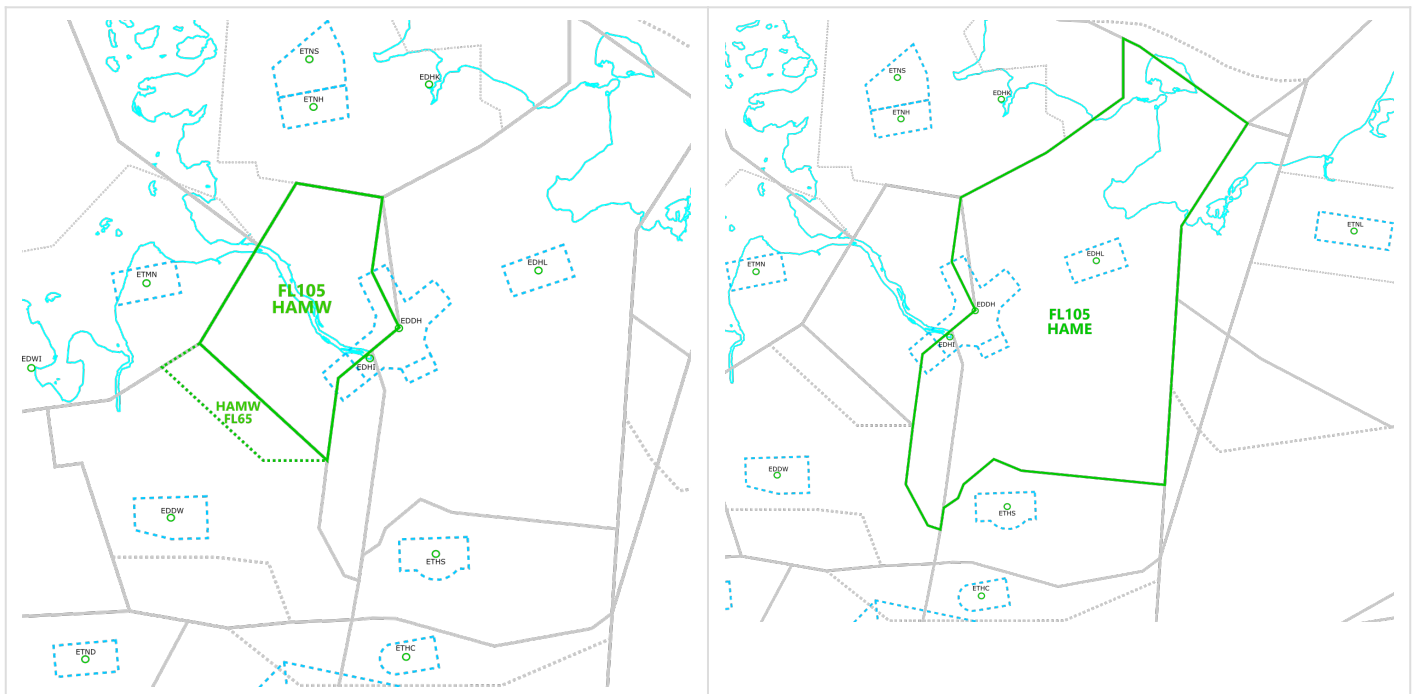 ETNS
EDHK
ETNH
EDHL
ETMN
FL105
HAMW
EDDH
EDWI
EDHI
HAMW
FL65
EDDW
ETHS
ETND
ETHC
ETNS
EDHK
ETNH
ETNL
EDHL
ETMN
EDDH
FL105
HAME
EDHI
EDDW
ETHS
ETHC